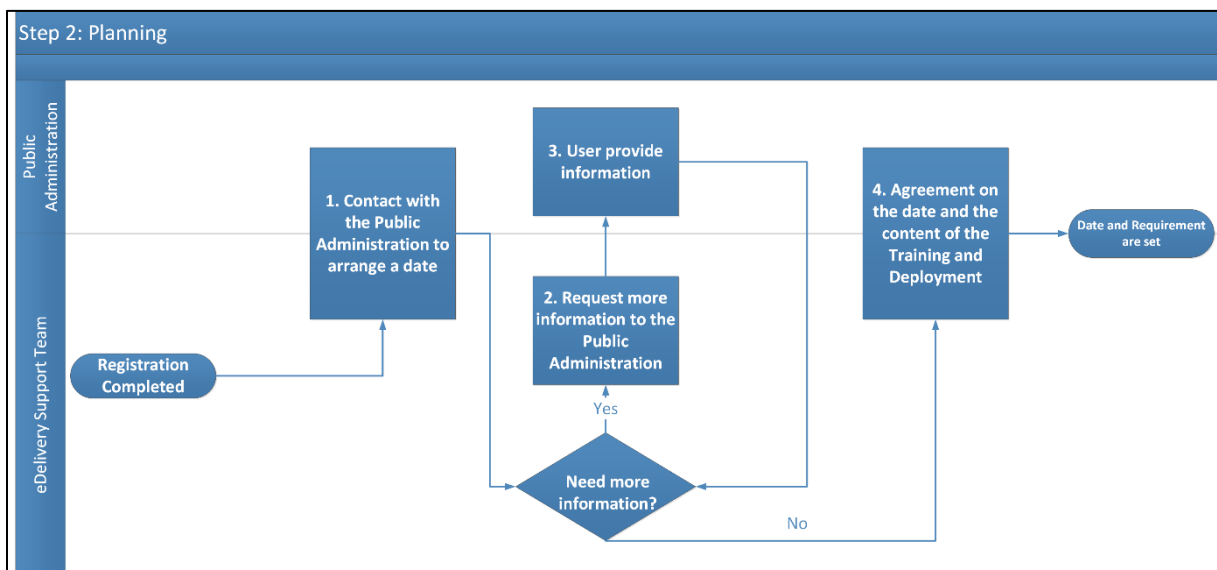 Step 2: Planning
Public
Administration
eDelivery Support Team
Registration
Completed
1. Contact with
the Public
Administration to
arrange a date
3. User provide
information
2. Request more
information to the
Public
Administration
Yes
Need more
information?
No
4. Agreement on
the date and the
content of the
Training and
Deployment
Date and Requirement
are set